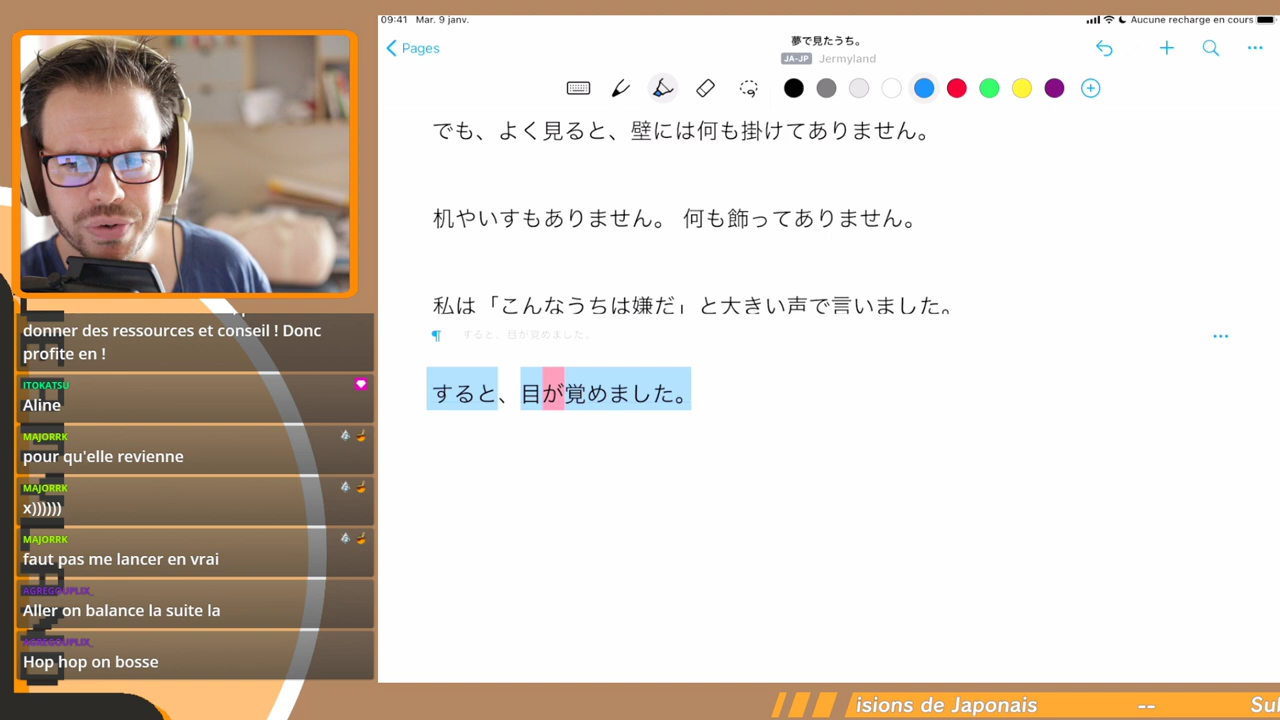 09:41 Mar. 9 janv.
Aucune recharge en cours
Pages
夢で見たうち。
JA-JP Jermyland
でも、よく見ると、壁には何も掛けてありません。
机やいすもありません。 何も飾ってありません。
私は「こんなうちは嫌だ」と大きい声で言いました。
すると、目が覚めました。
すると、目が覚めました。
donner des ressources et conseil ! Donc
profite en !
ITOKATSU
Aline
MAJORRK
pour qu'elle revienne
MAJORRK
x))))))
MAJORRK
faut pas me lancer en vrai
AGREGOUPLIX_
Aller on balance la suite la
AGREGOUPLIX_
Hop hop on bosse
isions de Japonais -- Sui